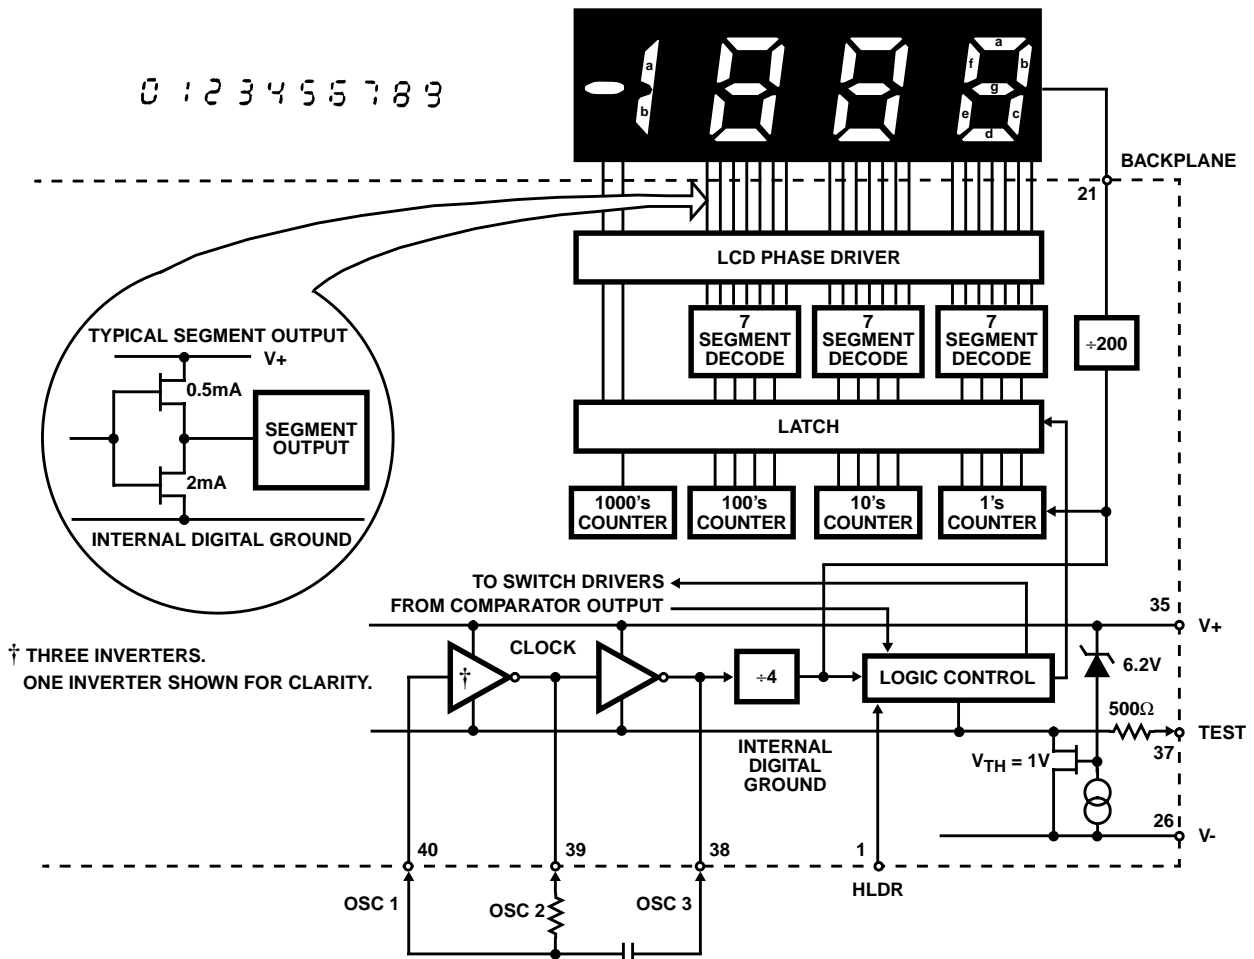 a
f b
g
e c
d
a
b
0 1 2 3 4 5 6 7 8 9
BACKPLANE
21
LCD PHASE DRIVER
TYPICAL SEGMENT OUTPUT
V+
0.5mA
SEGMENT
OUTPUT
2mA
INTERNAL DIGITAL GROUND
7
SEGMENT
DECODE
7
SEGMENT
DECODE
7
SEGMENT
DECODE
÷200
LATCH
1000's
COUNTER
100's
COUNTER
10's
COUNTER
1's
COUNTER
TO SWITCH DRIVERS
FROM COMPARATOR OUTPUT
35
V+
† THREE INVERTERS.
ONE INVERTER SHOWN FOR CLARITY.
†
CLOCK
÷4
LOGIC CONTROL
6.2V
500Ω
TEST
37
INTERNAL
DIGITAL
GROUND
VTH = 1V
26
V-
40
39
38
1
OSC 1
OSC 2
OSC 3
HLDR